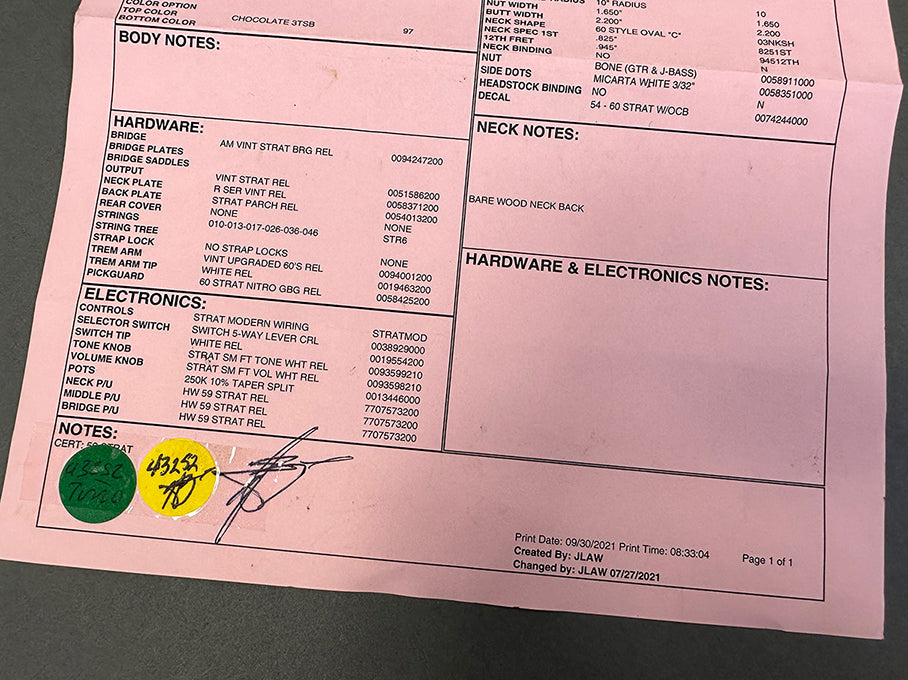 COLOR OPTION
TOP COLOR
BOTTOM COLOR CHOCOLATE 3TSB 97
BODY NOTES:
HARDWARE:
BRIDGE AM VINT STRAT BRG REL 0094247200
BRIDGE PLATES
BRIDGE SADDLES
OUTPUT VINT STRAT REL 0051586200
NECK PLATE R SER VINT REL 0058371200
BACK PLATE STRAT PARCH REL 0054013200
REAR COVER NONE NONE
STRINGS 010-013-017-026-036-046 STR6
STRING TREE
STRAP LOCK NO STRAP LOCKS NONE
TREM ARM VINT UPGRADED 60'S REL 0094001200
TREM ARM TIP WHITE REL 0019463200
PICKGUARD 60 STRAT NITRO GBG REL 0058425200
ELECTRONICS:
CONTROLS STRAT MODERN WIRING STRATMOD
SELECTOR SWITCH SWITCH 5-WAY LEVER CRL 0038929000
SWITCH TIP WHITE REL 0019554200
TONE KNOB STRAT SM FT TONE WHT REL 0093599210
VOLUME KNOB STRAT SM FT VOL WHT REL 0093598210
POTS 250K 10% TAPER SPLIT 0013446000
NECK P/U HW 59 STRAT REL 7707573200
MIDDLE P/U HW 59 STRAT REL 7707573200
BRIDGE P/U HW 59 STRAT REL 7707573200
NOTES:
CERT: 59 STRAT
43252
43252
10" RADIUS 10
NUT WIDTH 1.650" 1.650
BUTT WIDTH 2.200" 2.200
NECK SHAPE 60 STYLE OVAL "C" 03NKSH
NECK SPEC 1ST .825" 8251ST
12TH FRET .945" 94512TH
NECK BINDING NO N
NUT BONE (GTR & J-BASS) 0058911000
SIDE DOTS MICARTA WHITE 3/32" 0058351000
HEADSTOCK BINDING NO N
DECAL 54 - 60 STRAT W/OCB 0074244000
NECK NOTES:
BARE WOOD NECK BACK
HARDWARE & ELECTRONICS NOTES:
Print Date: 09/30/2021 Print Time: 08:33:04
Created By: JLAW
Changed by: JLAW 07/27/2021
Page 1 of 1